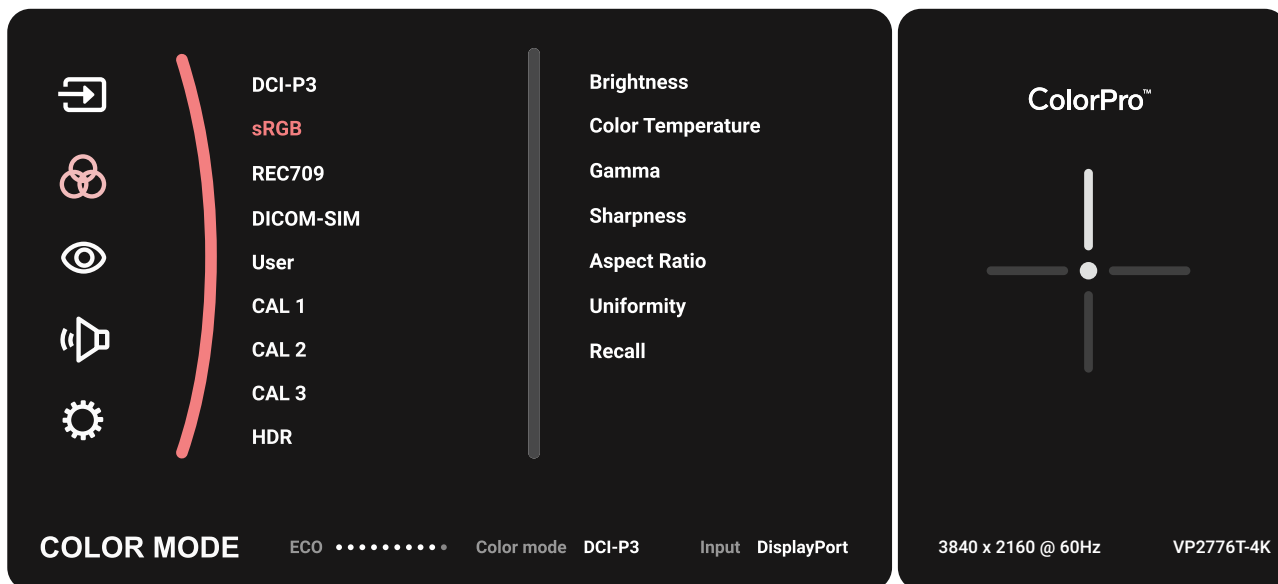 DCI-P3
sRGB
REC709
DICOM-SIM
User
CAL 1
CAL 2
CAL 3
HDR
Brightness
Color Temperature
Gamma
Sharpness
Aspect Ratio
Uniformity
Recall
COLOR MODE
ECO
Color mode DCI-P3
Input DisplayPort
ColorPro™
3840 x 2160 @ 60Hz
VP2776T-4K